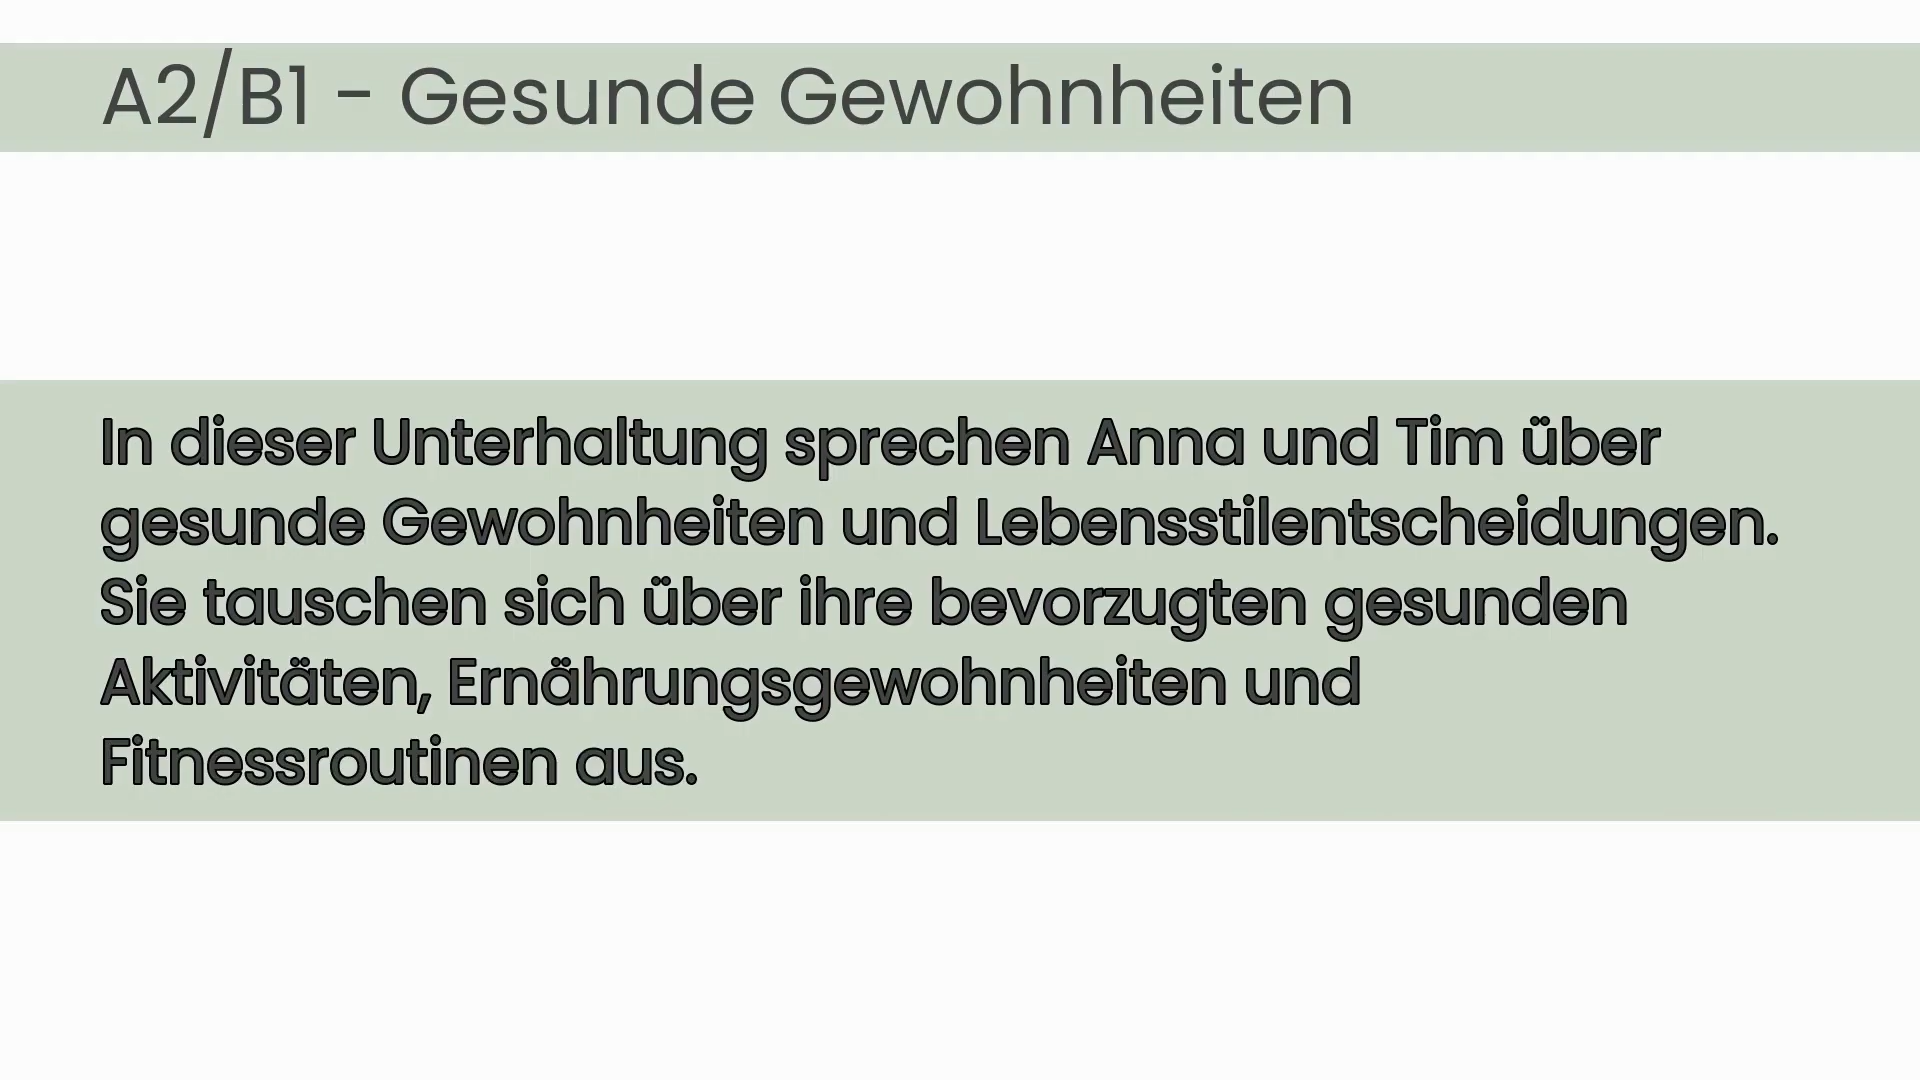 A2/B1 - Gesunde Gewohnheiten
In dieser Unterhaltung sprechen Anna und Tim über
gesunde Gewohnheiten und Lebensstilentscheidungen.
Sie tauschen sich über ihre bevorzugten gesunden
Aktivitäten, Ernährungsgewohnheiten und
Fitnessroutinen aus.